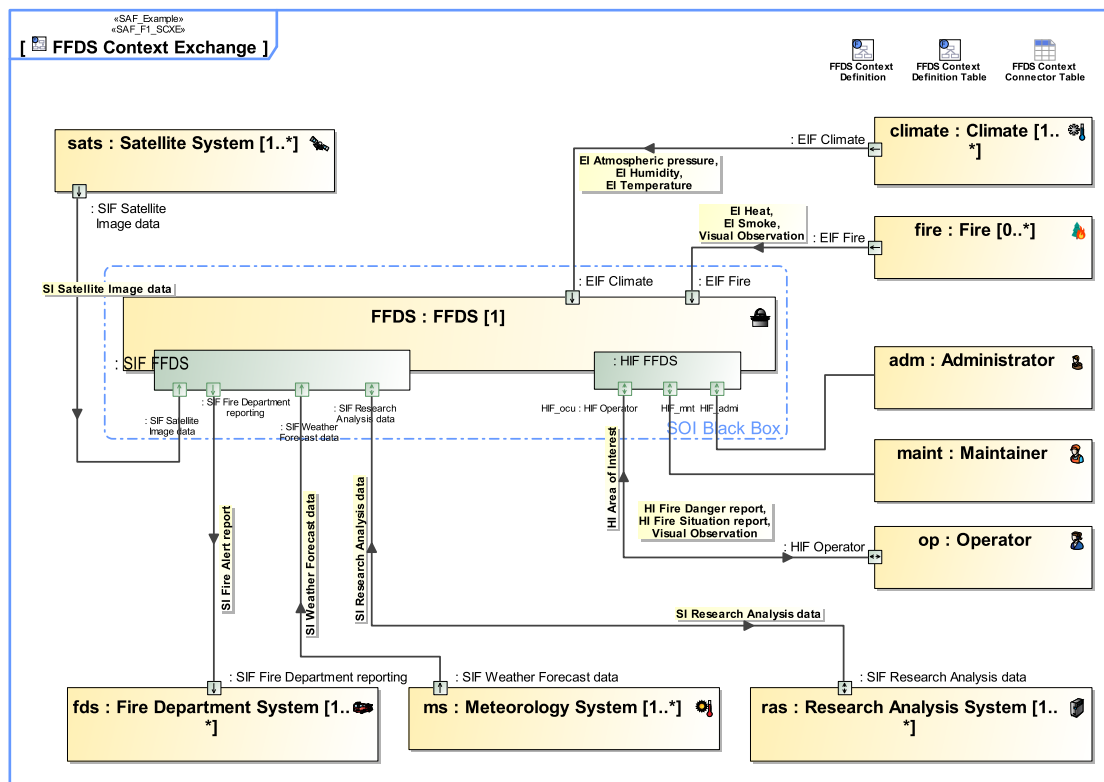 «SAF_Example»
«SAF_F1_SCXE»
[ FFDS Context Exchange ]
FFDS Context
Definition
FFDS Context
Definition Table
FFDS Context
Connector Table
sats : Satellite System [1..*]
: SIF Satellite
Image data
SI Satellite Image data
climate : Climate [1..
*]
: EIF Climate
EI Atmospheric pressure,
EI Humidity,
EI Temperature
fire : Fire [0..*]
: EIF Fire
EI Heat,
EI Smoke,
Visual Observation
: EIF Climate
: EIF Fire
FFDS : FFDS [1]
: SIF FFDS
: HIF FFDS
: SIF Satellite
Image data
: SIF Fire Department
reporting
: SIF Weather
Forecast data
: SIF Research
Analysis data
HIF_ocu : HIF Operator
HIF_mnt
HIF_admi
SOI Black Box
adm : Administrator
maint : Maintainer
op : Operator
: HIF Operator
HI Area of Interest
HI Fire Danger report,
HI Fire Situation report,
Visual Observation
SI Fire Alert report
SI Weather Forecast data
SI Research Analysis data
SI Research Analysis data
: SIF Fire Department reporting
: SIF Weather Forecast data
: SIF Research Analysis data
fds : Fire Department System [1..
*]
ms : Meteorology System [1..*]
ras : Research Analysis System [1..
*]